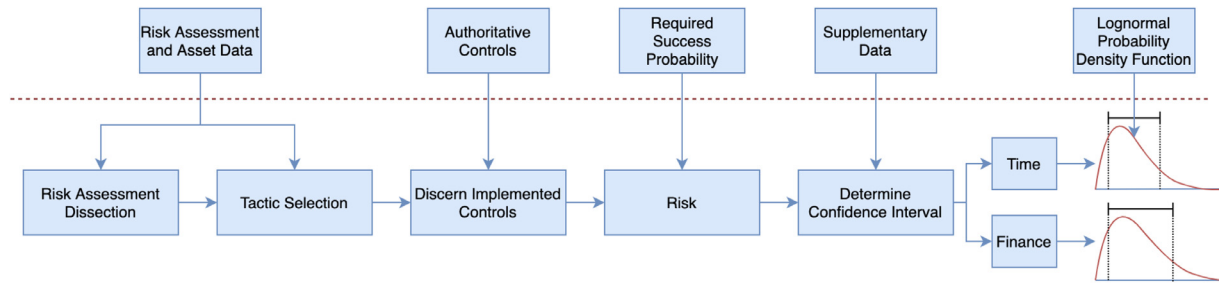 Risk Assessment
and Asset Data
Authoritative
Controls
Required
Success
Probability
Supplementary
Data
Lognormal
Probability
Density Function
Risk Assessment
Dissection
Tactic Selection
Discern Implemented
Controls
Risk
Determine
Confidence Interval
Time
Finance